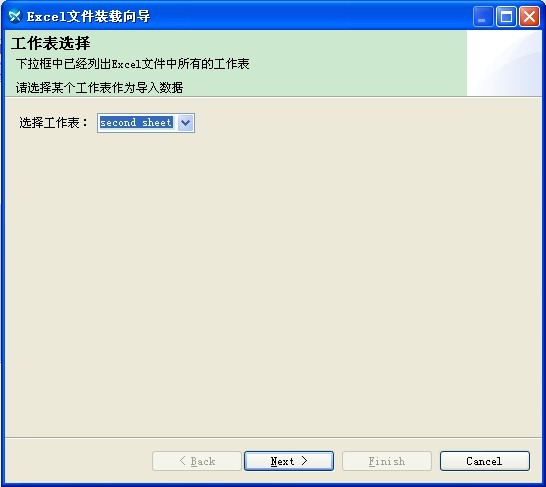 Excel文件装载向导
工作表选择
下拉框中已经列出Excel文件中所有的工作表
请选择某个工作表作为导入数据
选择工作表： second sheet
< Back Next > Finish Cancel